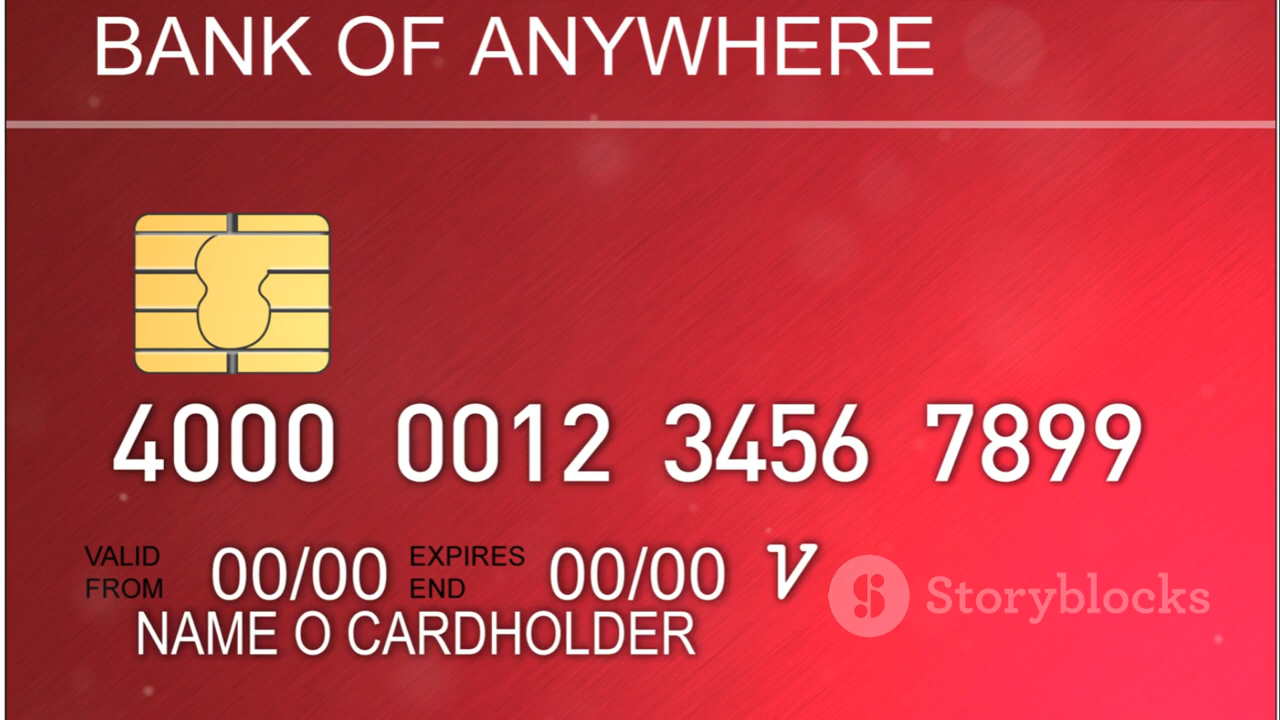 BANK OF ANYWHERE
4000 0012 3456 7899
VALID FROM 00/00 EXPIRES END 00/00 V
NAME O CARDHOLDER
Storyblocks